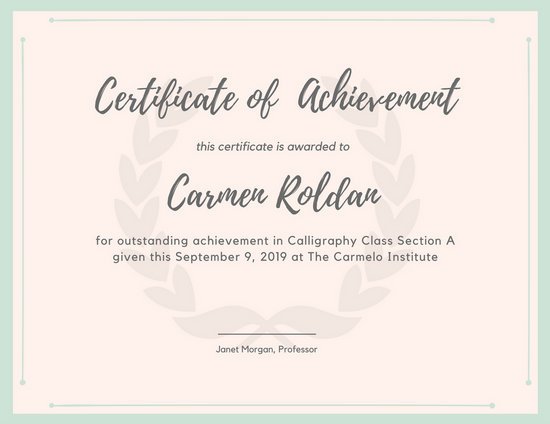 Certificate of Achievement
this certificate is awarded to
Carmen Roldan
for outstanding achievement in Calligraphy Class Section A
given this September 9, 2019 at The Carmelo Institute
Janet Morgan, Professor